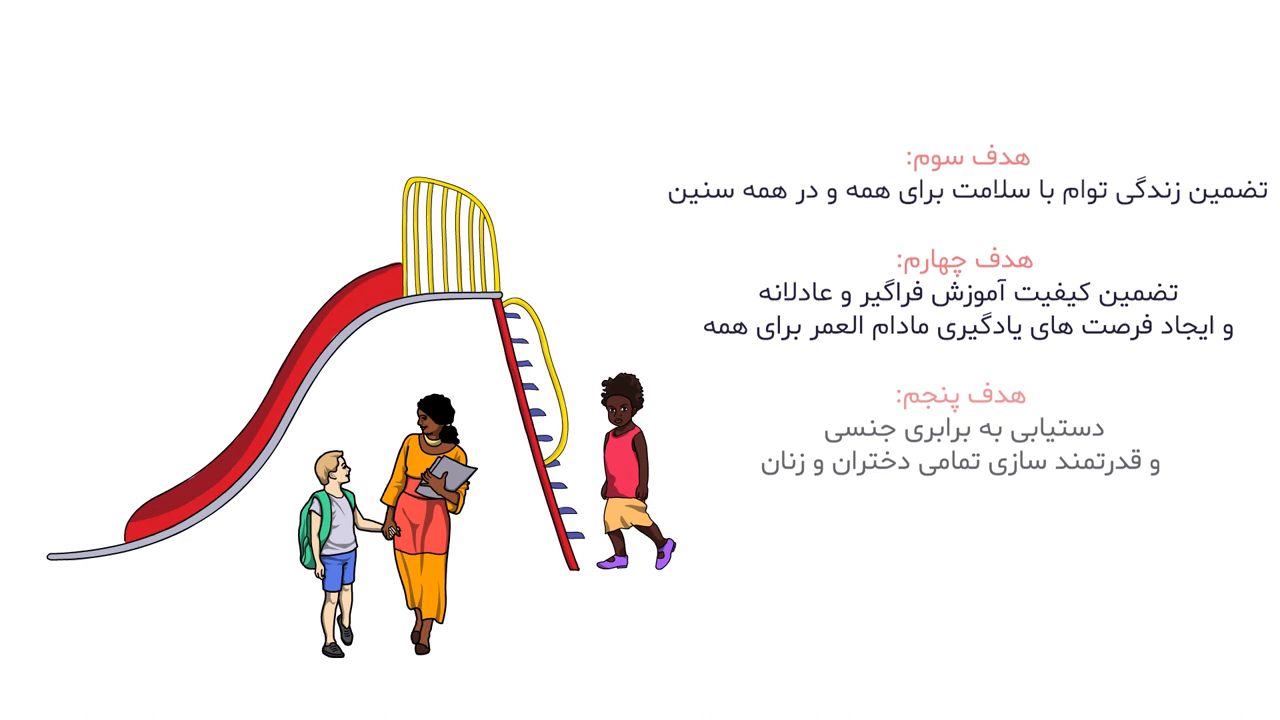 هدف سوم:
تضمین زندگی توام با سلامت برای همه و در همه سنین
هدف چهارم:
تضمین کیفیت آموزش فراگیر و عادلانه
و ایجاد فرصت های یادگیری مادام العمر برای همه
هدف پنجم:
دستیابی به برابری جنسی
و قدرتمند سازی تمامی دختران و زنان